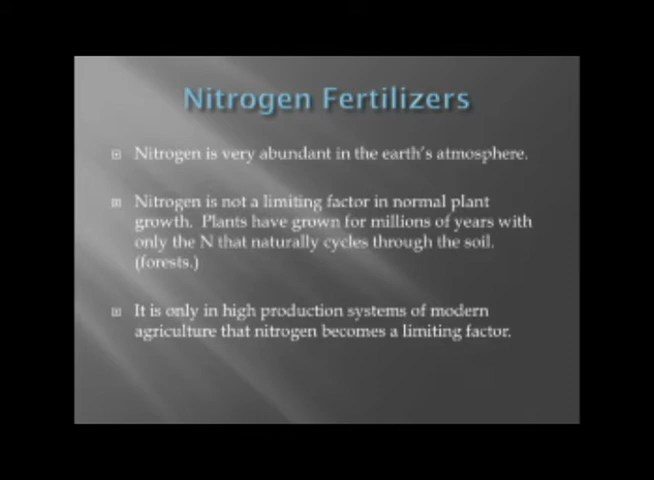 Nitrogen Fertilizers
Nitrogen is very abundant in the earth's atmosphere.
Nitrogen is not a limiting factor in normal plant
growth. Plants have grown for millions of years with
only the N that naturally cycles through the soil.
(forests.)
It is only in high production systems of modern
agriculture that nitrogen becomes a limiting factor.